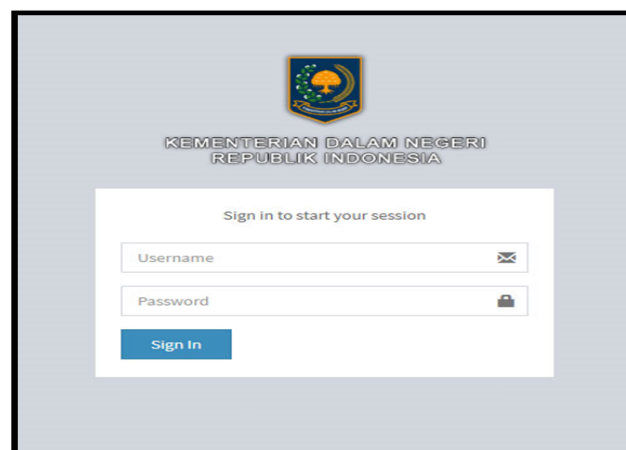 KEMENTERIAN DALAM NEGERI
REPUBLIK INDONESIA
Sign in to start your session
Username
Password
Sign In